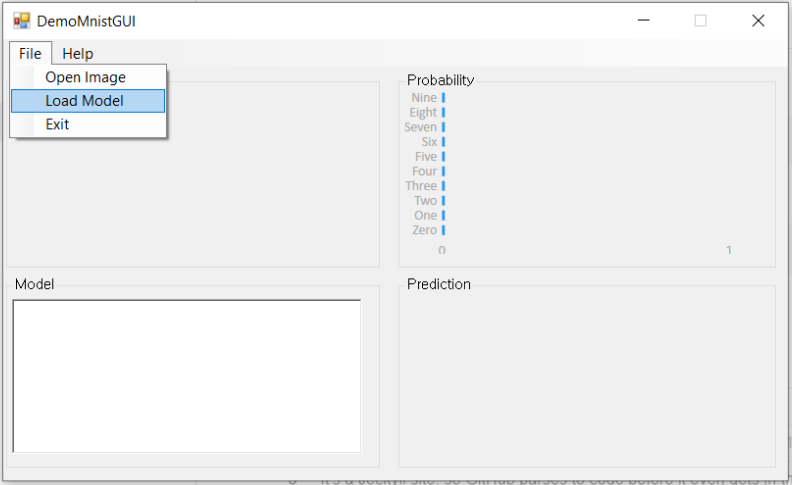 DemoMnistGUI
File Help
Open Image
Load Model
Exit
Probability
Nine
Eight
Seven
Six
Five
Four
Three
Two
One
Zero
0 1
Model
Prediction